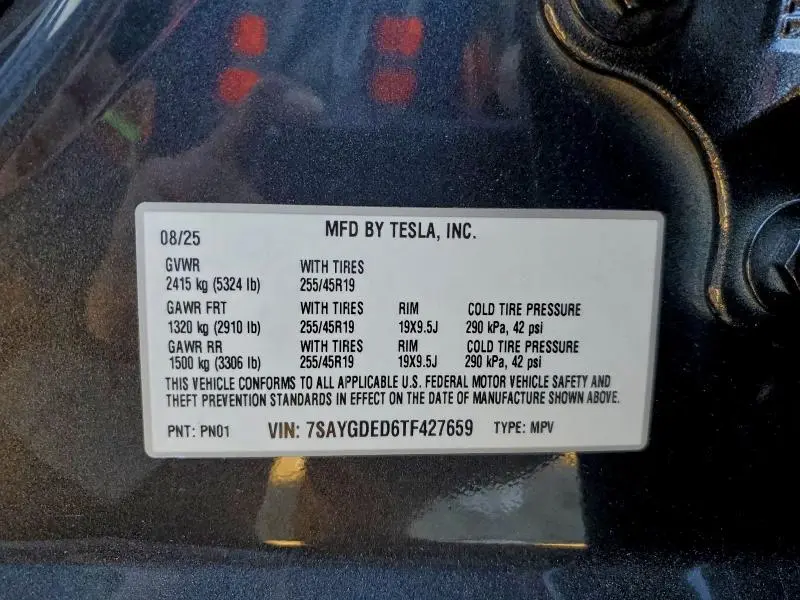 MFD BY TESLA, INC.
08/25
GVWR WITH TIRES
2415 kg (5324 lb) 255/45R19
GAWR FRT WITH TIRES RIM COLD TIRE PRESSURE
1320 kg (2910 lb) 255/45R19 19X9.5J 290 kPa, 42 psi
GAWR RR WITH TIRES RIM COLD TIRE PRESSURE
1500 kg (3306 lb) 255/45R19 19X9.5J 290 kPa, 42 psi
THIS VEHICLE CONFORMS TO ALL APPLICABLE U.S. FEDERAL MOTOR VEHICLE SAFETY AND
THEFT PREVENTION STANDARDS IN EFFECT ON THE DATE OF MANUFACTURE SHOWN ABOVE.
PNT: PN01 VIN: 7SAYGDED6TF427659 TYPE: MPV